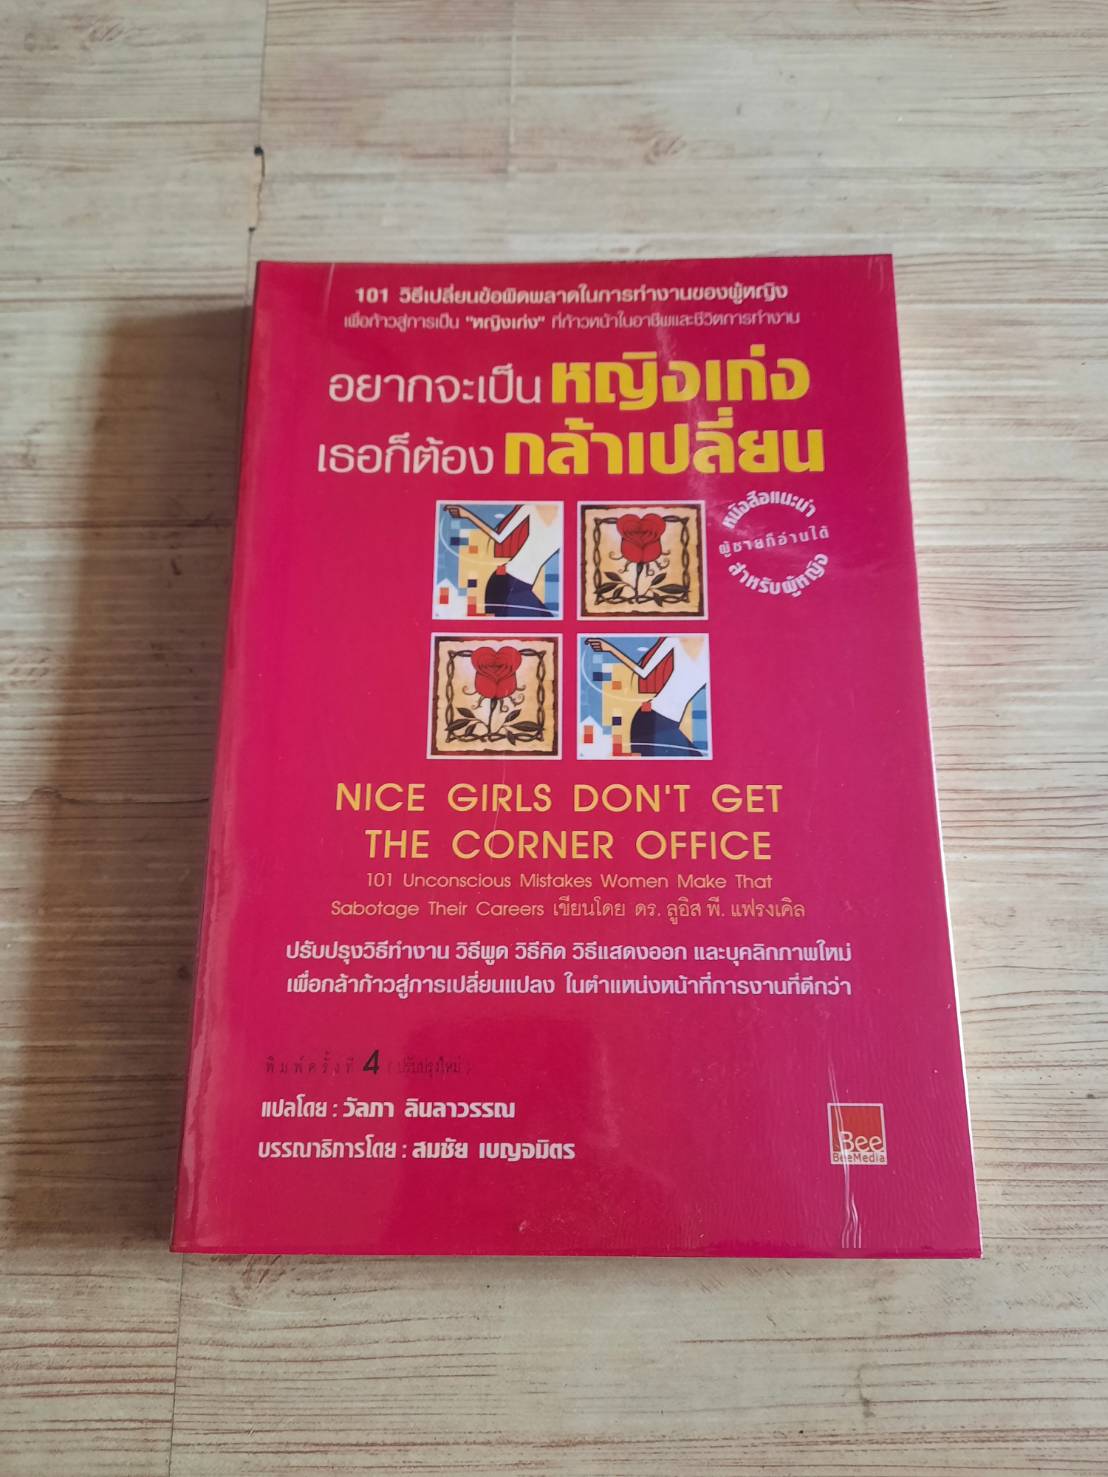 101 วิธีเปลี่ยนข้อผิดพลาดในการทำงานของผู้หญิง
เพื่อก้าวสู่การเป็น "หญิงเก่ง" ที่ก้าวหน้าในอาชีพและชีวิตการทำงาน
อยากจะเป็น หญิงเก่ง
เธอก็ต้อง กล้าเปลี่ยน
หนังสือแนะนำ
ผู้ชายก็อ่านได้
สำหรับผู้หญิง
NICE GIRLS DON'T GET
THE CORNER OFFICE
101 Unconscious Mistakes Women Make That
Sabotage Their Careers เขียนโดย ดร. ลูอิส พี. แฟรงเคิล
ปรับปรุงวิธีทำงาน วิธีพูด วิธีคิด วิธีแสดงออก และบุคลิกภาพใหม่
เพื่อกล้าก้าวสู่การเปลี่ยนแปลง ในตำแหน่งหน้าที่การงานที่ดีกว่า
พิมพ์ครั้งที่ 4 (ปรับปรุงใหม่)
แปลโดย : วัลภา ลินลาวรรณ
บรรณาธิการโดย : สมชัย เบญจมิตร
Bee
BeeMedia